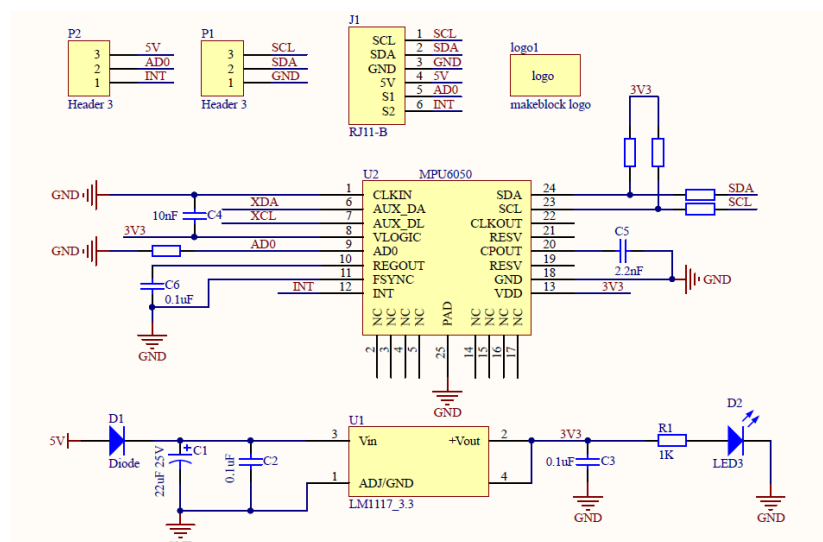 P2
3 5V
2 AD0
1 INT
Header 3
P1
3 SCL
2 SDA
1 GND
Header 3
J1
SCL 1 SCL
SDA 2 SDA
GND 3 GND
5V 4 5V
S1 5 AD0
S2 6 INT
RJ11-B
logo1
logo
makeblock logo
3V3
U2 MPU6050
GND 1 CLKIN
XDA 6 AUX_DA
10nF C4
XCL 7 AUX_DL
3V3 8 VLOGIC
GND AD0 9 AD0
10 REGOUT
11 FSYNC
INT 12 INT
C6
0.1uF
GND
SDA 24 SDA
SCL 23 SCL
CLKOUT 22
RESV 21
CPOUT 20
RESV 19
GND 18
VDD 13 3V3
C5
2.2nF
GND
NC NC NC NC PAD NC NC NC NC
2 3 4 5 25 14 15 16 17
GND
5V
D1
Diode
C1
22uF 25V
C2
0.1uF
GND
U1
3 Vin +Vout 2
1 ADJ/GND 4
LM1117_3.3
3V3
0.1uF C3
GND
R1
1K
D2
LED3
GND